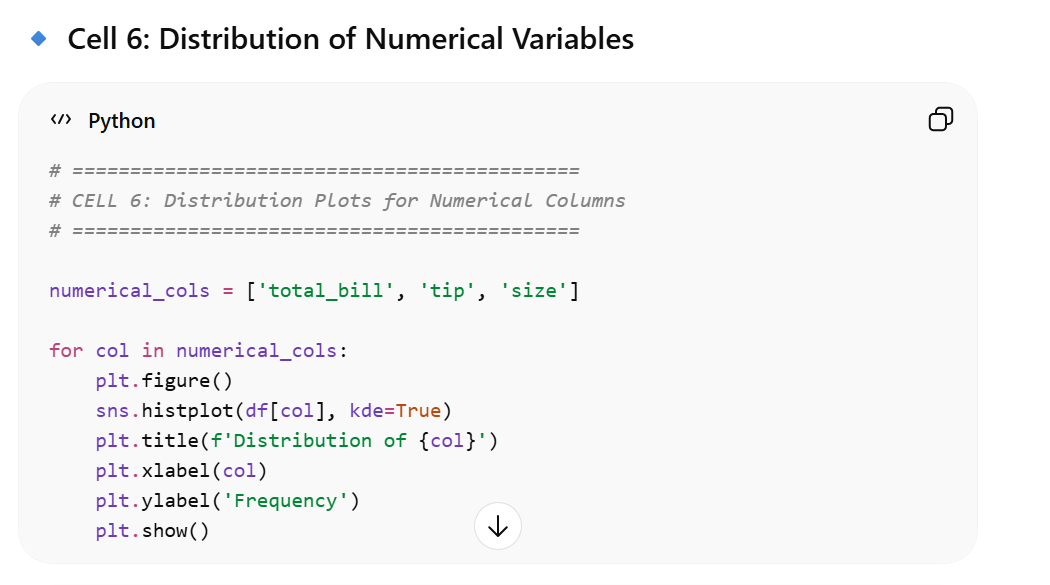 Cell 6: Distribution of Numerical Variables
Python
# ============================================
# CELL 6: Distribution Plots for Numerical Columns
# ============================================
numerical_cols = ['total_bill', 'tip', 'size']
for col in numerical_cols:
    plt.figure()
    sns.histplot(df[col], kde=True)
    plt.title(f'Distribution of {col}')
    plt.xlabel(col)
    plt.ylabel('Frequency')
    plt.show()